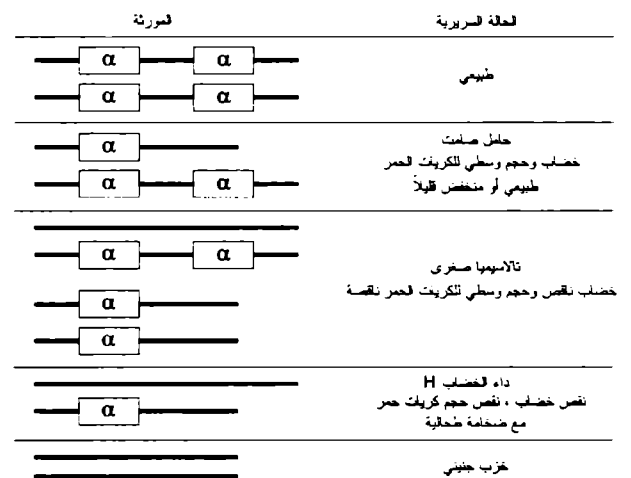 الحالة السريرية
المورثة
طبيعي
α α
α α
حامل صامت
خضاب وحجم وسطي للكريات الحمر
طبيعي أو منخفض قليلاً
α
α α
تالاسيميا صغرى
خضاب ناقص وحجم وسطي للكريات الحمر ناقصة
α α
α
α
داء الخضاب H
نقص خضاب ، نقص حجم كريات حمر
مع ضخامة طحالية
α
خزب جنيني